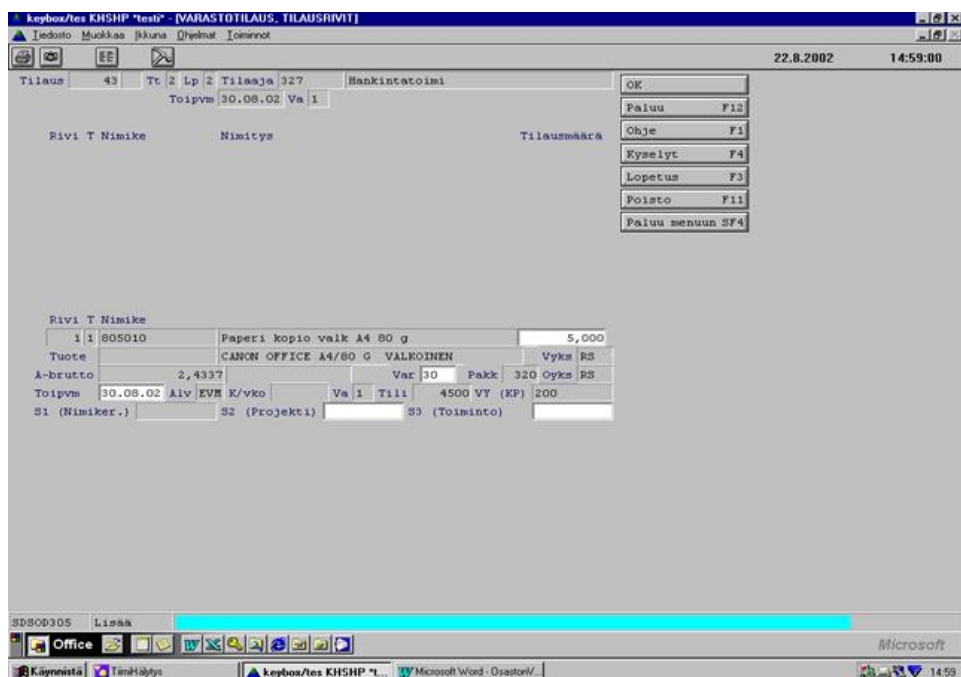 keybox/tes KHSHP "testi" - [VARASTOTILAUS, TILAUSRIVIT]
Tiedosto Muokkaa Ikkuna Ohjelmat Toiminnot
EE 22.8.2002 14:59:00
Tilaus 43 Tt 2 Lp 2 Tilaaja 327 Hankintatoimi
Toipvm 30.08.02 Va 1
OK
Paluu F12
Ohje F1
Kyselyt F4
Lopetus F3
Poisto F11
Paluu menuun SF4
Rivi T Nimike Nimitys Tilausmäärä
Rivi T Nimike
1 1 805010 Paperi kopio valk A4 80 g 5,000
Tuote CANON OFFICE A4/80 G VALKOINEN Vyks RS
A-brutto 2,4337 Var 30 Pakk 320 Oyks RS
Toipvm 30.08.02 Alv EVM K/vko Va 1 Tili 4500 VY (KP) 200
S1 (Nimiker.) S2 (Projekti) S3 (Toiminto)
SDSOD305 Lisää
Office Microsoft
Käynnistä TiimiHälytys keybox/tes KHSHP "t... Microsoft Word - OsastonV... 14:59